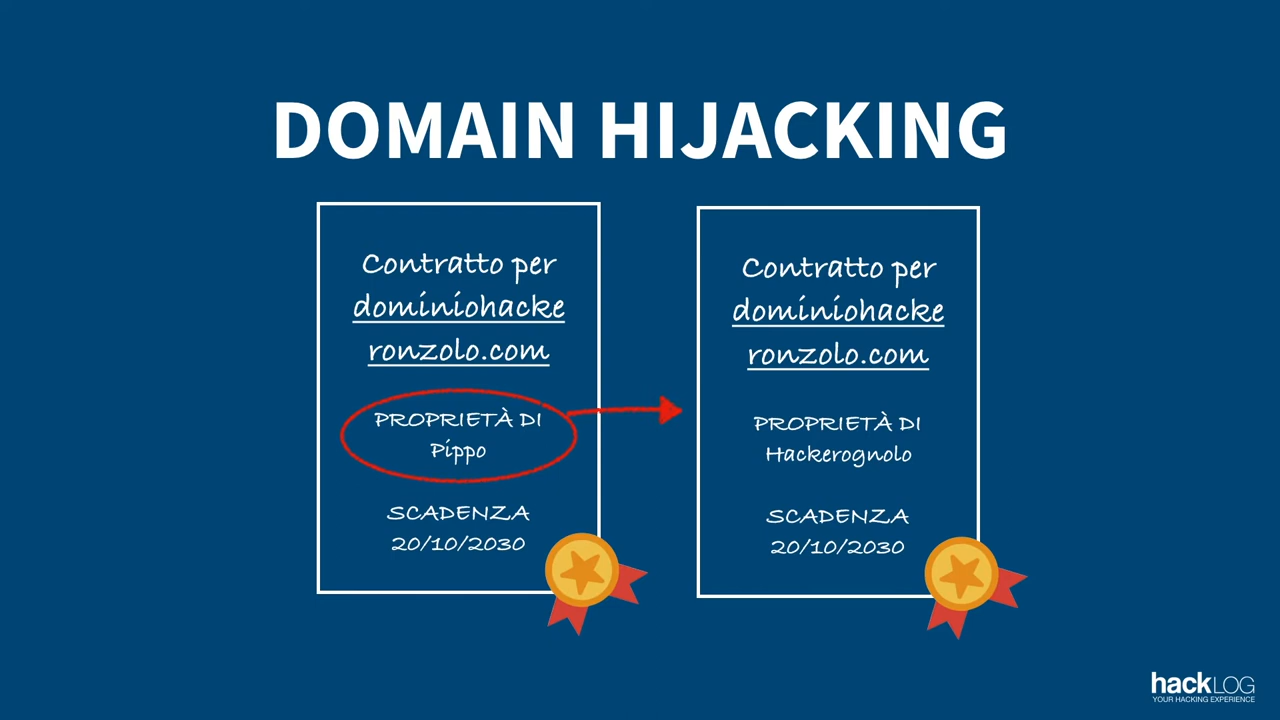 DOMAIN HIJACKING
Contratto per
dominiohacke
ronzolo.com
PROPRIETÀ DI
Pippo
SCADENZA
20/10/2030
Contratto per
dominiohacke
ronzolo.com
PROPRIETÀ DI
Hackerognolo
SCADENZA
20/10/2030
hackLOG
YOUR HACKING EXPERIENCE